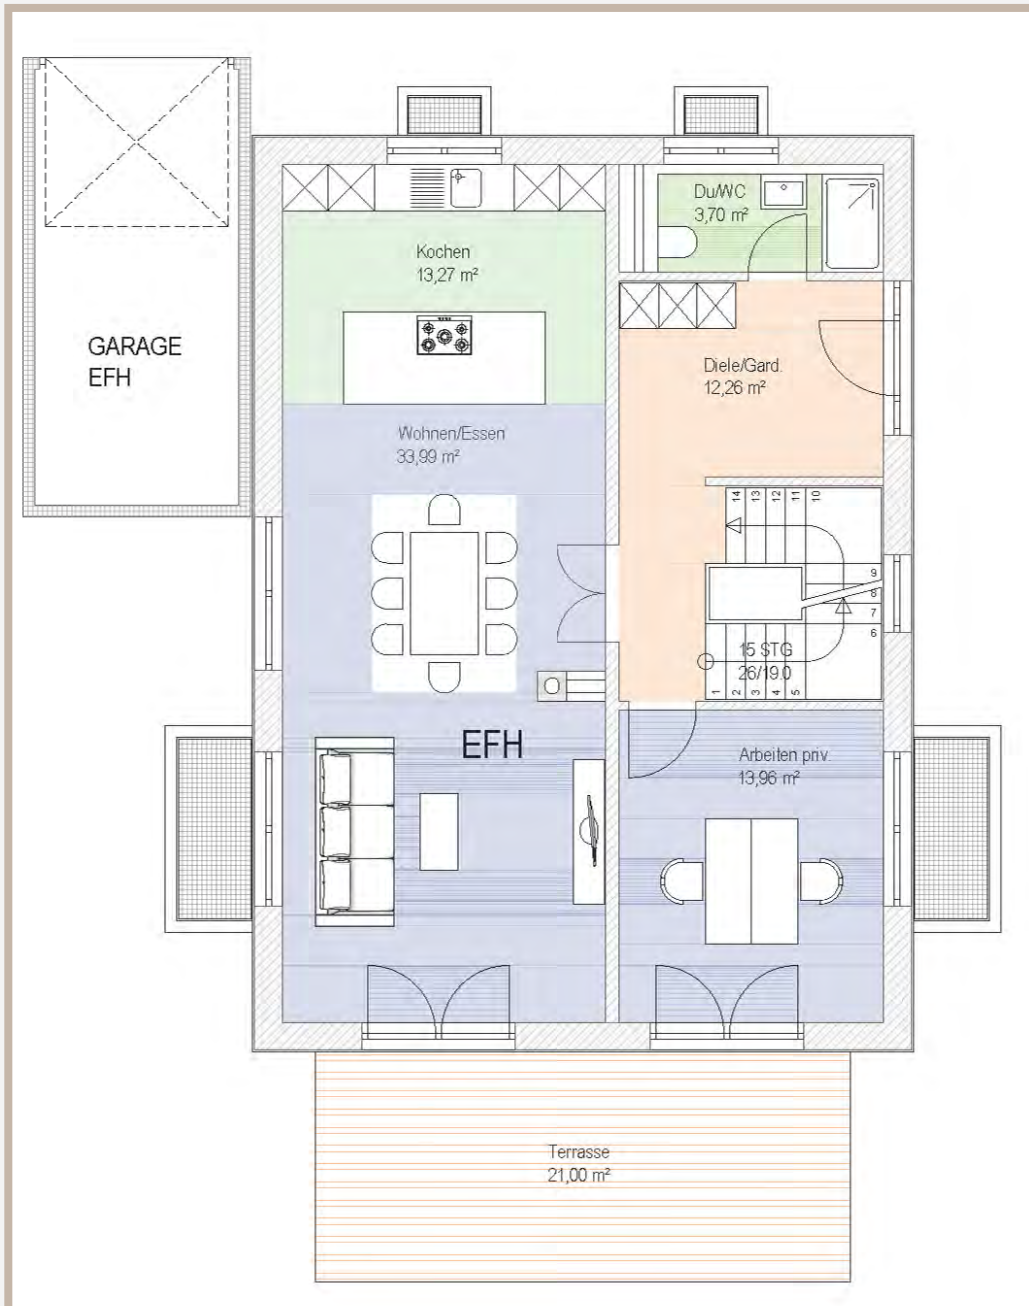 Du/WC
3,70 m²
Kochen
13,27 m²
GARAGE
EFH
Diele/Gard.
12,26 m²
Wohnen/Essen
33,99 m²
14 13 12 11 10
9
8
7
6
15 STG
26/19.0
1 2 3 4 5
EFH
Arbeiten priv.
13,96 m²
Terrasse
21,00 m²